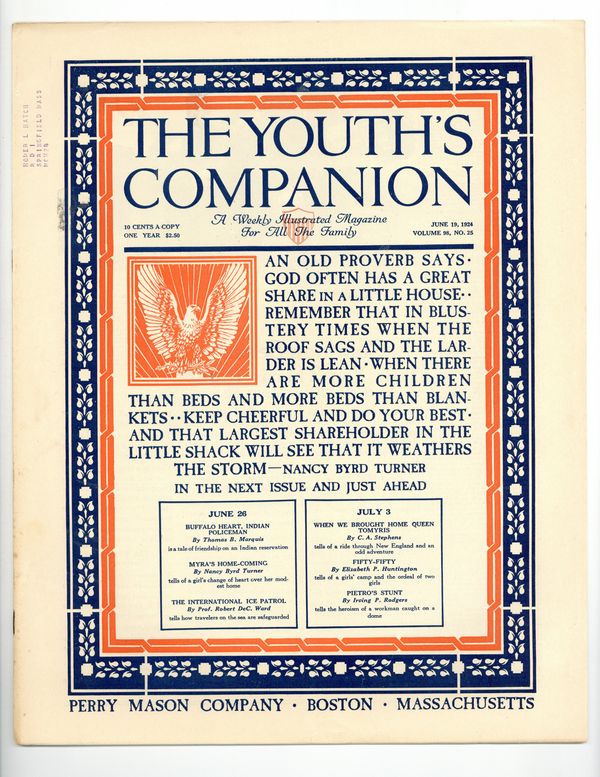 ROGER L HATCH
R D 1
SPRINGFIELD MASS
THE YOUTH'S
COMPANION
A Weekly Illustrated Magazine
For All The Family
10 CENTS A COPY
ONE YEAR $2.50
JUNE 19, 1924
VOLUME 98, NO. 25
AN OLD PROVERB SAYS·
GOD OFTEN HAS A GREAT
SHARE IN A LITTLE HOUSE··
REMEMBER THAT IN BLUS-
TERY TIMES WHEN THE
ROOF SAGS AND THE LAR-
DER IS LEAN·WHEN THERE
ARE MORE CHILDREN
THAN BEDS AND MORE BEDS THAN BLAN-
KETS··KEEP CHEERFUL AND DO YOUR BEST·
AND THAT LARGEST SHAREHOLDER IN THE
LITTLE SHACK WILL SEE THAT IT WEATHERS
THE STORM—NANCY BYRD TURNER
IN THE NEXT ISSUE AND JUST AHEAD
JUNE 26
BUFFALO HEART, INDIAN
POLICEMAN
By Thomas B. Marquis
is a tale of friendship on an Indian reservation
MYRA'S HOME-COMING
By Nancy Byrd Turner
tells of a girl's change of heart over her mod-
est home
THE INTERNATIONAL ICE PATROL
By Prof. Robert DeC. Ward
tells how travelers on the sea are safeguarded
JULY 3
WHEN WE BROUGHT HOME QUEEN
TOMYRIS
By C. A. Stephens
tells of a ride through New England and an
odd adventure
FIFTY-FIFTY
By Elizabeth P. Huntington
tells of a girls' camp and the ordeal of two
girls
PIETRO'S STUNT
By Irving P. Rodgers
tells the heroism of a workman caught on a
dome
PERRY MASON COMPANY · BOSTON · MASSACHUSETTS